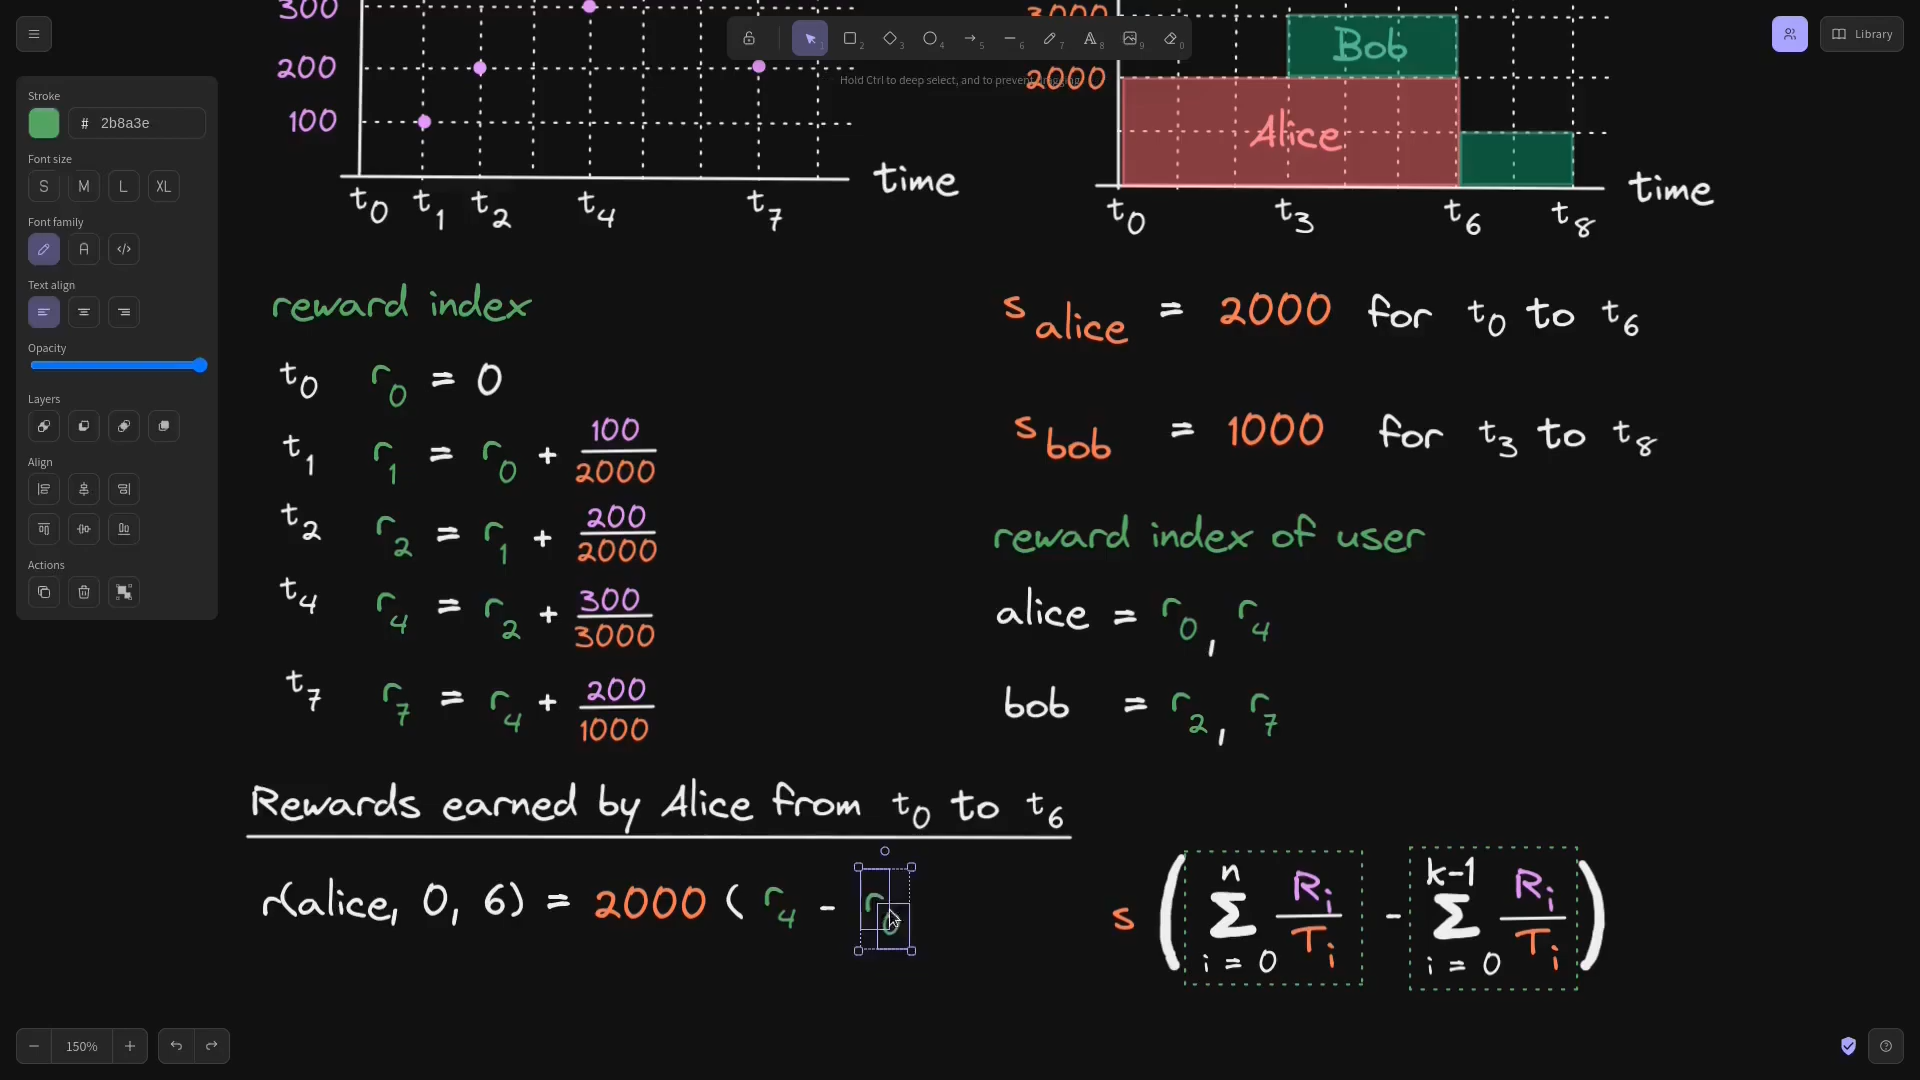 Library
Hold Ctrl to deep select, and to prevent dragging
Stroke
# 2b8a3e
Font size
S M L XL
Font family
Text align
Opacity
Layers
Align
Actions
150%
300
200
100
t0 t1 t2 t4 t7
time
3000
2000
Bob
Alice
t0 t3 t6 t8
time
reward index
t0 r0 = 0
t1 r1 = r0 + 100/2000
t2 r2 = r1 + 200/2000
t4 r4 = r2 + 300/3000
t7 r7 = r4 + 200/1000
s alice = 2000 for t0 to t6
s bob = 1000 for t3 to t8
reward index of user
alice = r0, r4
bob = r2, r7
Rewards earned by Alice from t0 to t6
r(alice, 0, 6) = 2000 ( r4 - r0
s ( n Σ i = 0 Ri/Ti - k-1 Σ i = 0 Ri/Ti )